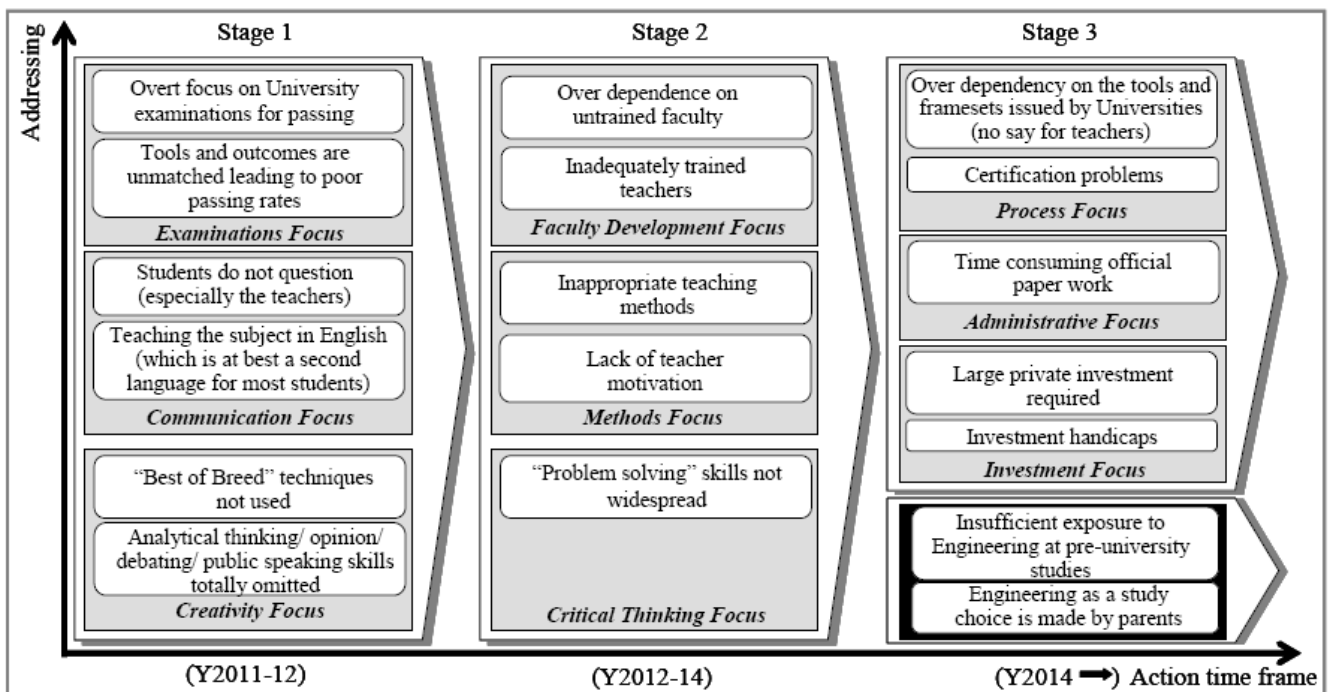 Addressing
Stage 1
Overt focus on University
examinations for passing
Tools and outcomes are
unmatched leading to poor
passing rates
Examinations Focus
Students do not question
(especially the teachers)
Teaching the subject in English
(which is at best a second
language for most students)
Communication Focus
“Best of Breed” techniques
not used
Analytical thinking/ opinion/
debating/ public speaking skills
totally omitted
Creativity Focus
Stage 2
Over dependence on
untrained faculty
Inadequately trained
teachers
Faculty Development Focus
Inappropriate teaching
methods
Lack of teacher
motivation
Methods Focus
“Problem solving” skills not
widespread
Critical Thinking Focus
Stage 3
Over dependency on the tools and
framesets issued by Universities
(no say for teachers)
Certification problems
Process Focus
Time consuming official
paper work
Administrative Focus
Large private investment
required
Investment handicaps
Investment Focus
Insufficient exposure to
Engineering at pre-university
studies
Engineering as a study
choice is made by parents
(Y2011-12)
(Y2012-14)
(Y2014 ➞) Action time frame